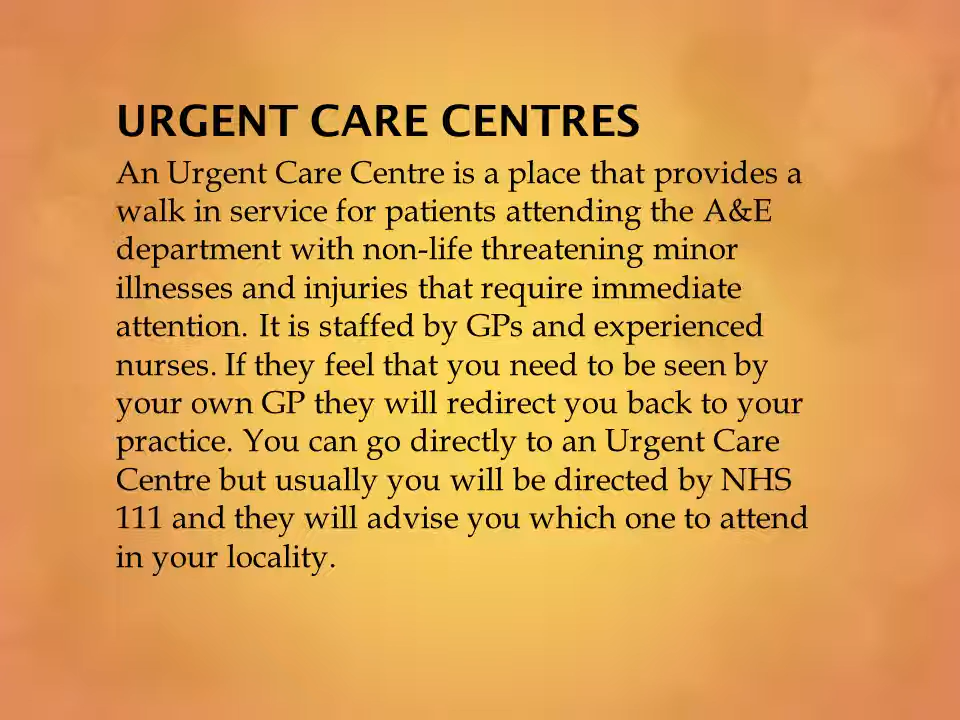 URGENT CARE CENTRES
An Urgent Care Centre is a place that provides a
walk in service for patients attending the A&E
department with non-life threatening minor
illnesses and injuries that require immediate
attention. It is staffed by GPs and experienced
nurses. If they feel that you need to be seen by
your own GP they will redirect you back to your
practice. You can go directly to an Urgent Care
Centre but usually you will be directed by NHS
111 and they will advise you which one to attend
in your locality.